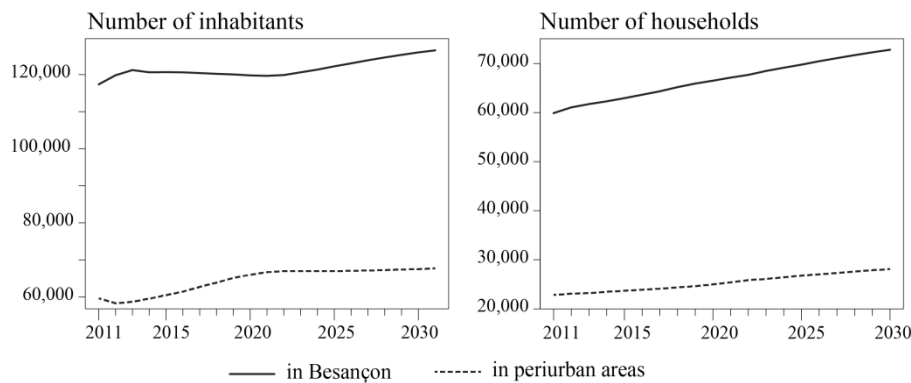 Number of inhabitants
120,000
100,000
80,000
60,000
2011 2015 2020 2025 2030
Number of households
70,000
60,000
50,000
40,000
30,000
20,000
2011 2015 2020 2025 2030
in Besançon in periurban areas